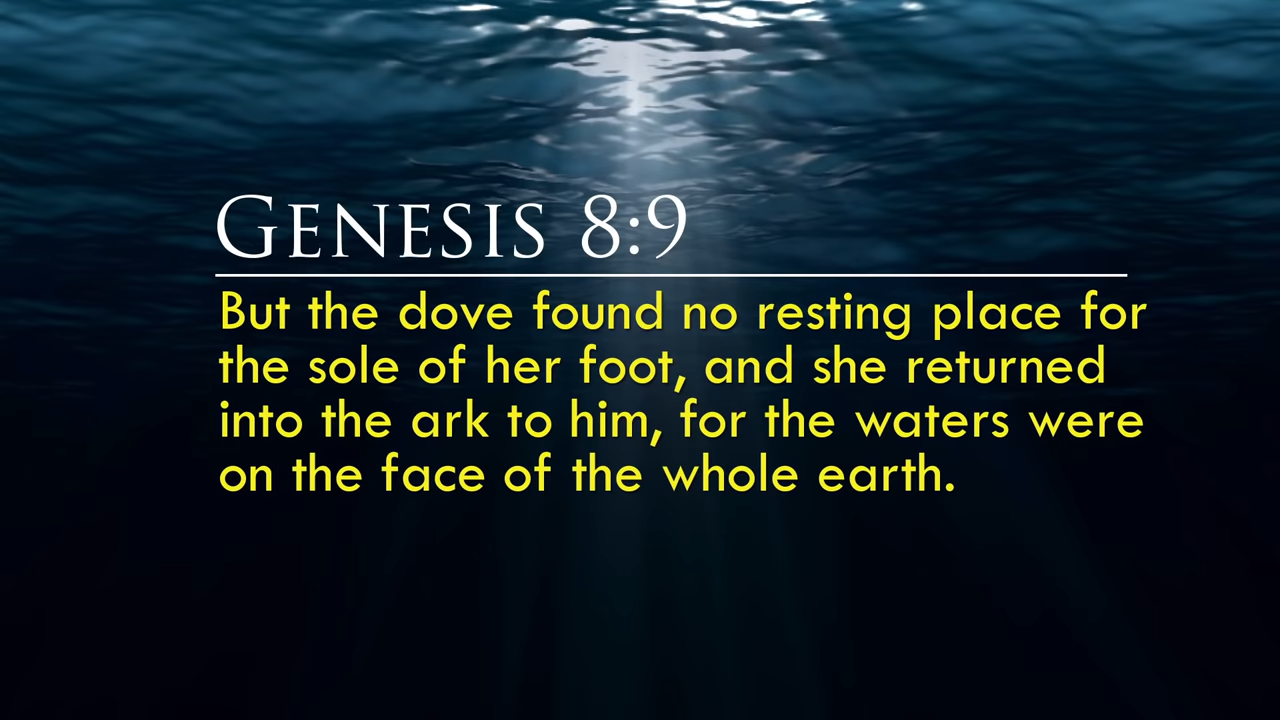 Genesis 8:9
But the dove found no resting place for
the sole of her foot, and she returned
into the ark to him, for the waters were
on the face of the whole earth.